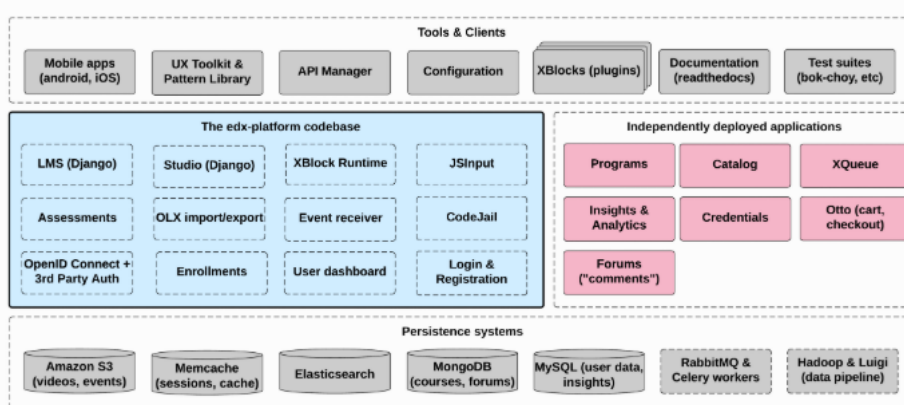 Tools & Clients
Mobile apps
(android, iOS)
UX Toolkit &
Pattern Library
API Manager
Configuration
XBlocks (plugins)
Documentation
(readthedocs)
Test suites
(bok-choy, etc)
The edx-platform codebase
LMS (Django)
Studio (Django)
XBlock Runtime
JSInput
Assessments
OLX import/export
Event receiver
CodeJail
OpenID Connect +
3rd Party Auth
Enrollments
User dashboard
Login &
Registration
Independently deployed applications
Programs
Catalog
XQueue
Insights &
Analytics
Credentials
Otto (cart,
checkout)
Forums
("comments")
Persistence systems
Amazon S3
(videos, events)
Memcache
(sessions, cache)
Elasticsearch
MongoDB
(courses, forums)
MySQL (user data,
insights)
RabbitMQ &
Celery workers
Hadoop & Luigi
(data pipeline)